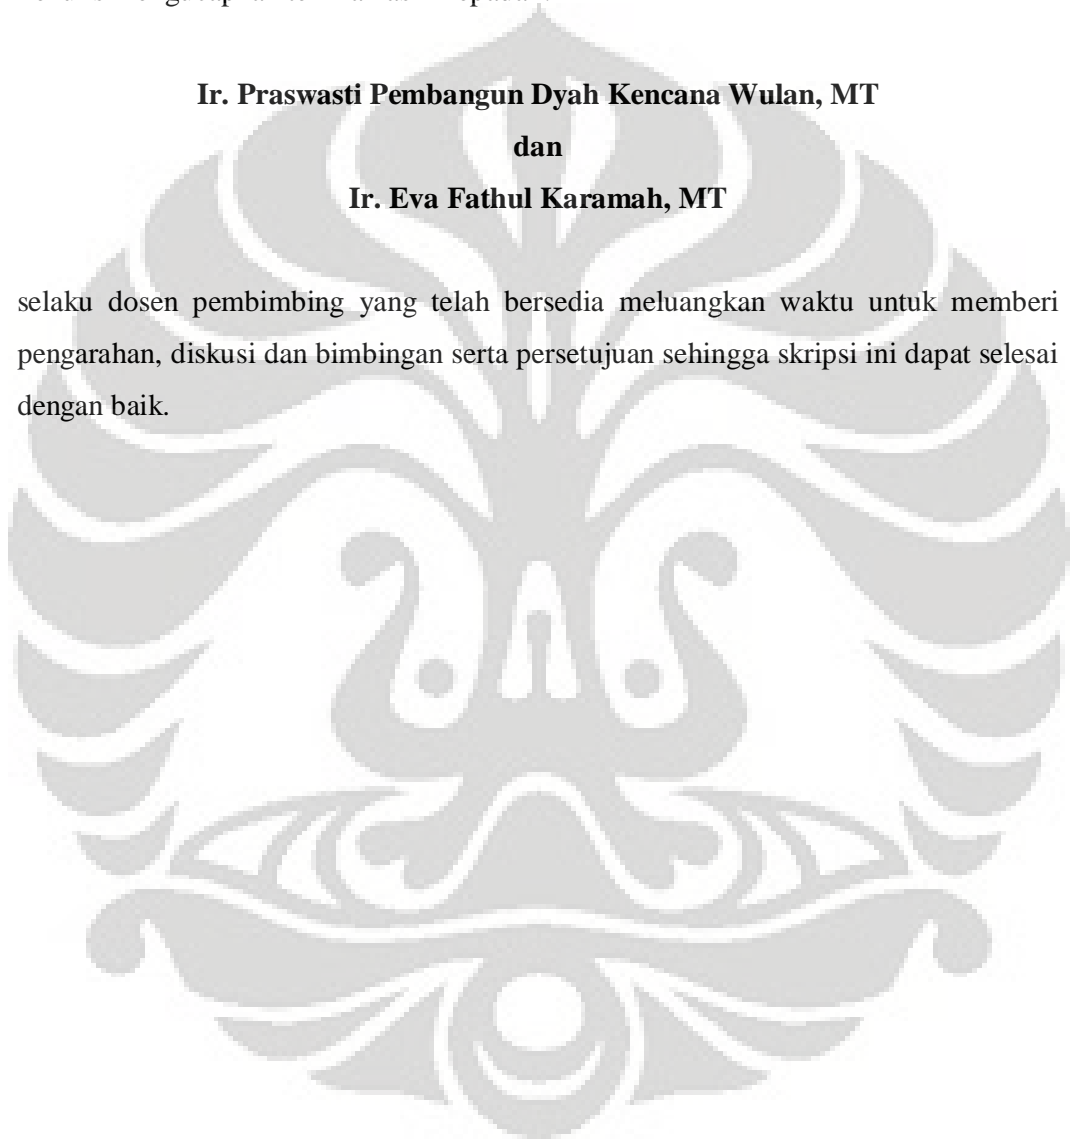 Ir. Praswasti Pembangun Dyah Kencana Wulan, MT
dan
Ir. Eva Fathul Karamah, MT
selaku dosen pembimbing yang telah bersedia meluangkan waktu untuk memberi
pengarahan, diskusi dan bimbingan serta persetujuan sehingga skripsi ini dapat selesai
dengan baik.